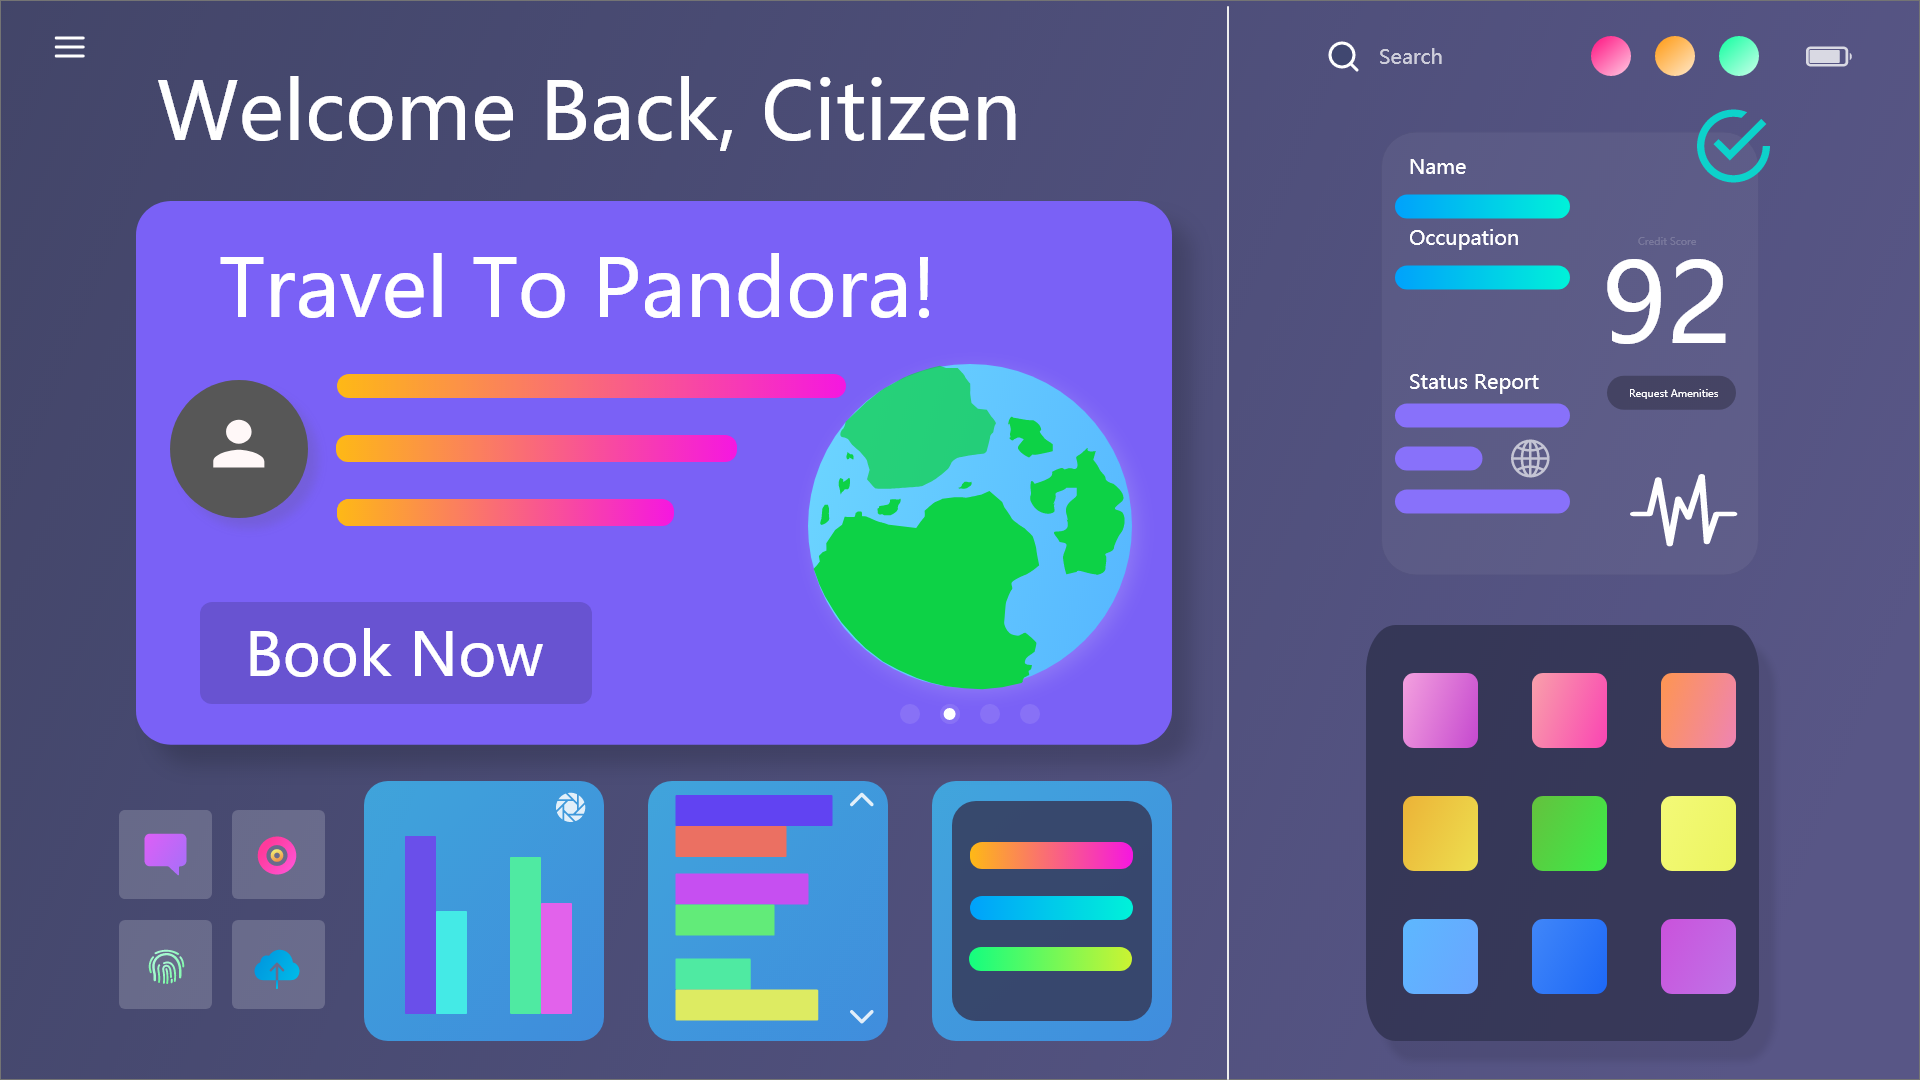 Welcome Back, Citizen
Travel To Pandora!
Book Now
Search
Name
Occupation
Credit Score
92
Status Report
Request Amenities